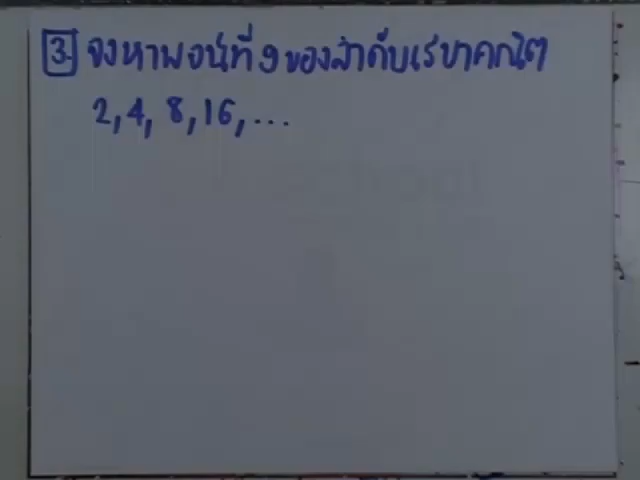 3. จงหาพจน์ที่ 9 ของลำดับเรขาคณิต
2, 4, 8, 16, ...